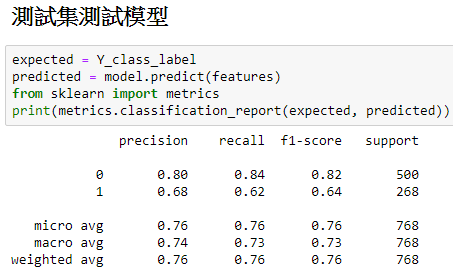 測試集測試模型
expected = Y_class_label
predicted = model.predict(features)
from sklearn import metrics
print(metrics.classification_report(expected, predicted))
precision recall f1-score support
0 0.80 0.84 0.82 500
1 0.68 0.62 0.64 268
micro avg 0.76 0.76 0.76 768
macro avg 0.74 0.73 0.73 768
weighted avg 0.76 0.76 0.76 768